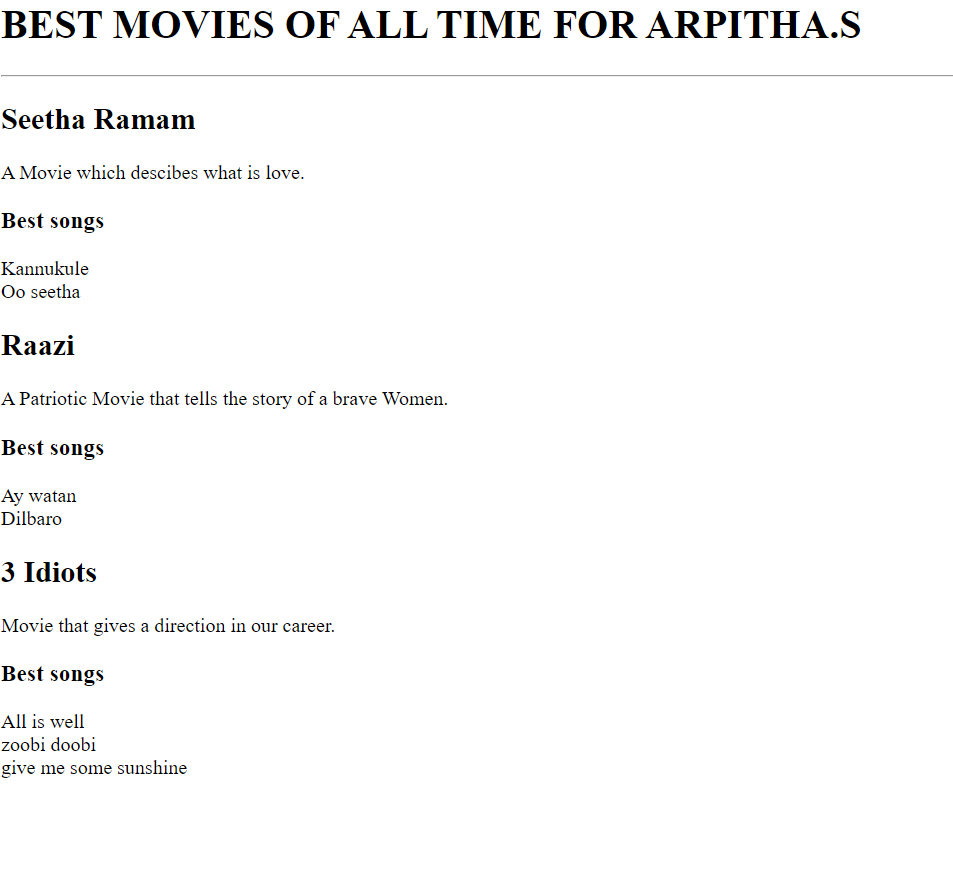 BEST MOVIES OF ALL TIME FOR ARPITHA.S
Seetha Ramam
A Movie which descibes what is love.
Best songs
Kannukule
Oo seetha
Raazi
A Patriotic Movie that tells the story of a brave Women.
Best songs
Ay watan
Dilbaro
3 Idiots
Movie that gives a direction in our career.
Best songs
All is well
zoobi doobi
give me some sunshine